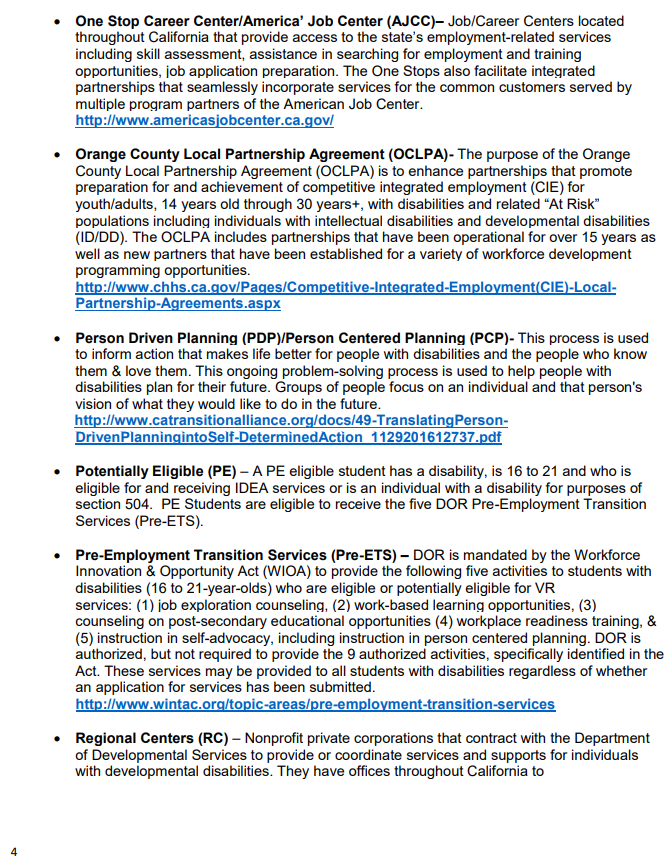 • One Stop Career Center/America’ Job Center (AJCC)– Job/Career Centers located
throughout California that provide access to the state’s employment-related services
including skill assessment, assistance in searching for employment and training
opportunities, job application preparation. The One Stops also facilitate integrated
partnerships that seamlessly incorporate services for the common customers served by
multiple program partners of the American Job Center.
http://www.americasjobcenter.ca.gov/
• Orange County Local Partnership Agreement (OCLPA)- The purpose of the Orange
County Local Partnership Agreement (OCLPA) is to enhance partnerships that promote
preparation for and achievement of competitive integrated employment (CIE) for
youth/adults, 14 years old through 30 years+, with disabilities and related “At Risk”
populations including individuals with intellectual disabilities and developmental disabilities
(ID/DD). The OCLPA includes partnerships that have been operational for over 15 years as
well as new partners that have been established for a variety of workforce development
programming opportunities.
http://www.chhs.ca.gov/Pages/Competitive-Integrated-Employment(CIE)-Local-
Partnership-Agreements.aspx
• Person Driven Planning (PDP)/Person Centered Planning (PCP)- This process is used
to inform action that makes life better for people with disabilities and the people who know
them & love them. This ongoing problem-solving process is used to help people with
disabilities plan for their future. Groups of people focus on an individual and that person's
vision of what they would like to do in the future.
http://www.catransitionalliance.org/docs/49-TranslatingPerson-
DrivenPlanningintoSelf-DeterminedAction_1129201612737.pdf
• Potentially Eligible (PE) – A PE eligible student has a disability, is 16 to 21 and who is
eligible for and receiving IDEA services or is an individual with a disability for purposes of
section 504. PE Students are eligible to receive the five DOR Pre-Employment Transition
Services (Pre-ETS).
• Pre-Employment Transition Services (Pre-ETS) – DOR is mandated by the Workforce
Innovation & Opportunity Act (WIOA) to provide the following five activities to students with
disabilities (16 to 21-year-olds) who are eligible or potentially eligible for VR
services: (1) job exploration counseling, (2) work-based learning opportunities, (3)
counseling on post-secondary educational opportunities (4) workplace readiness training, &
(5) instruction in self-advocacy, including instruction in person centered planning. DOR is
authorized, but not required to provide the 9 authorized activities, specifically identified in the
Act. These services may be provided to all students with disabilities regardless of whether
an application for services has been submitted.
http://www.wintac.org/topic-areas/pre-employment-transition-services
• Regional Centers (RC) – Nonprofit private corporations that contract with the Department
of Developmental Services to provide or coordinate services and supports for individuals
with developmental disabilities. They have offices throughout California to
4